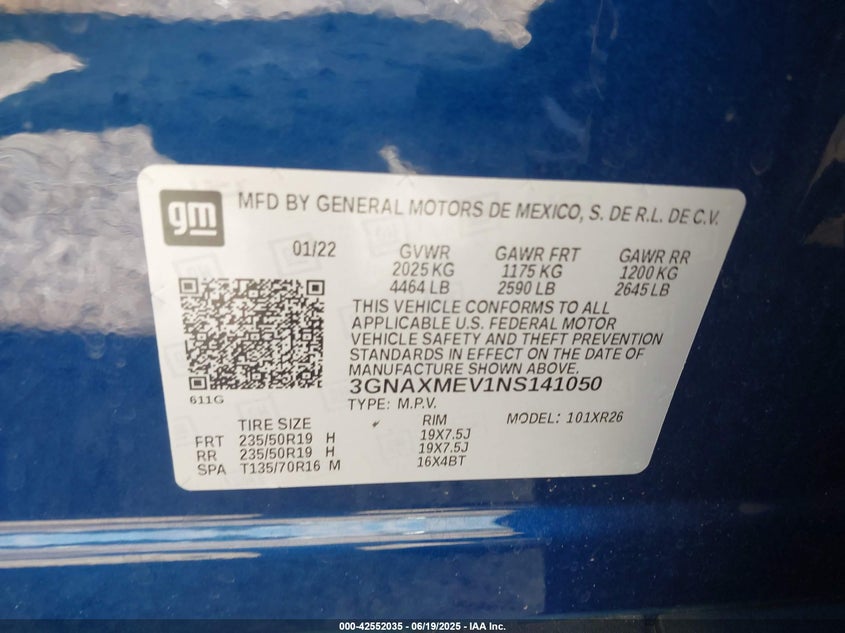 gm
MFD BY GENERAL MOTORS DE MEXICO, S. DE R.L. DE C.V.
01/22 GVWR GAWR FRT GAWR RR
2025 KG 1175 KG 1200 KG
4464 LB 2590 LB 2645 LB
THIS VEHICLE CONFORMS TO ALL
APPLICABLE U.S. FEDERAL MOTOR
VEHICLE SAFETY AND THEFT PREVENTION
STANDARDS IN EFFECT ON THE DATE OF
MANUFACTURE SHOWN ABOVE.
3GNAXMEV1NS141050
611G
TYPE: M.P.V. MODEL: 101XR26
TIRE SIZE RIM
FRT 235/50R19 H 19X7.5J
RR 235/50R19 H 19X7.5J
SPA T135/70R16 M 16X4BT
000-42552035 - 06/19/2025 - IAA Inc.